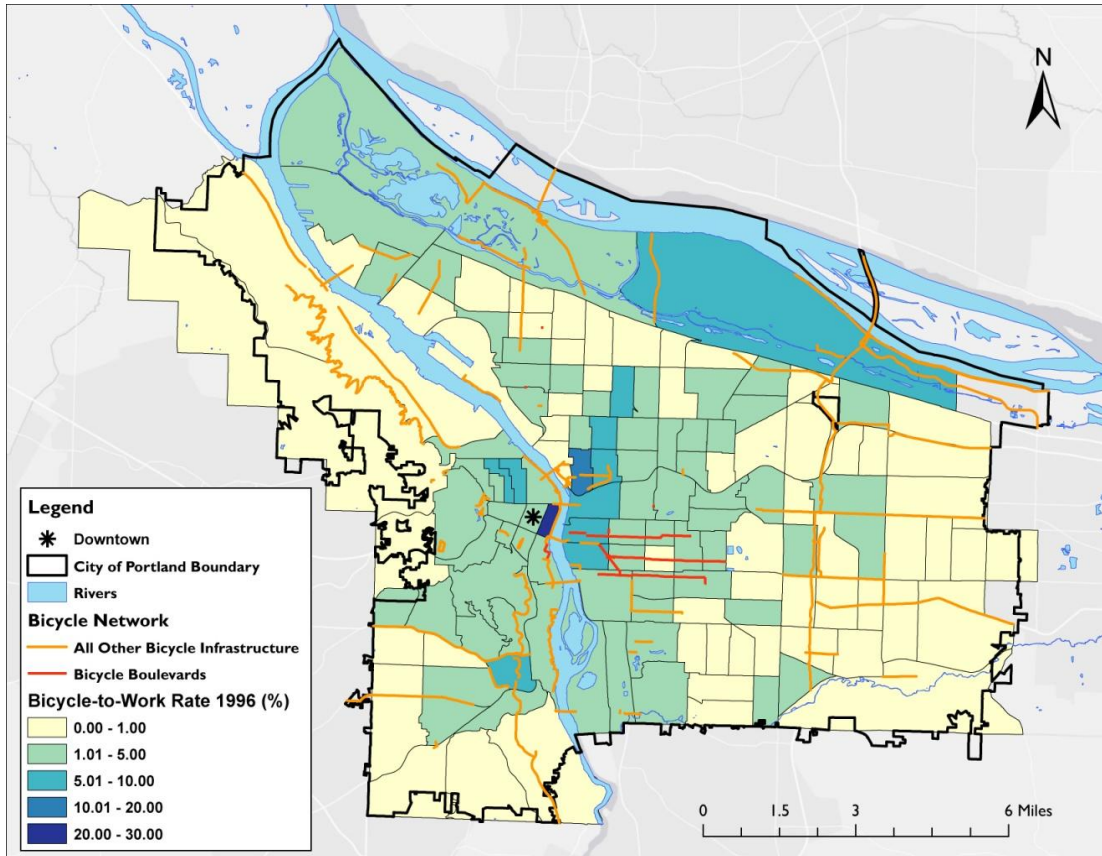 N
Legend
Downtown
City of Portland Boundary
Rivers
Bicycle Network
All Other Bicycle Infrastructure
Bicycle Boulevards
Bicycle-to-Work Rate 1996 (%)
0.00 - 1.00
1.01 - 5.00
5.01 - 10.00
10.01 - 20.00
20.00 - 30.00
0 1.5 3 6 Miles